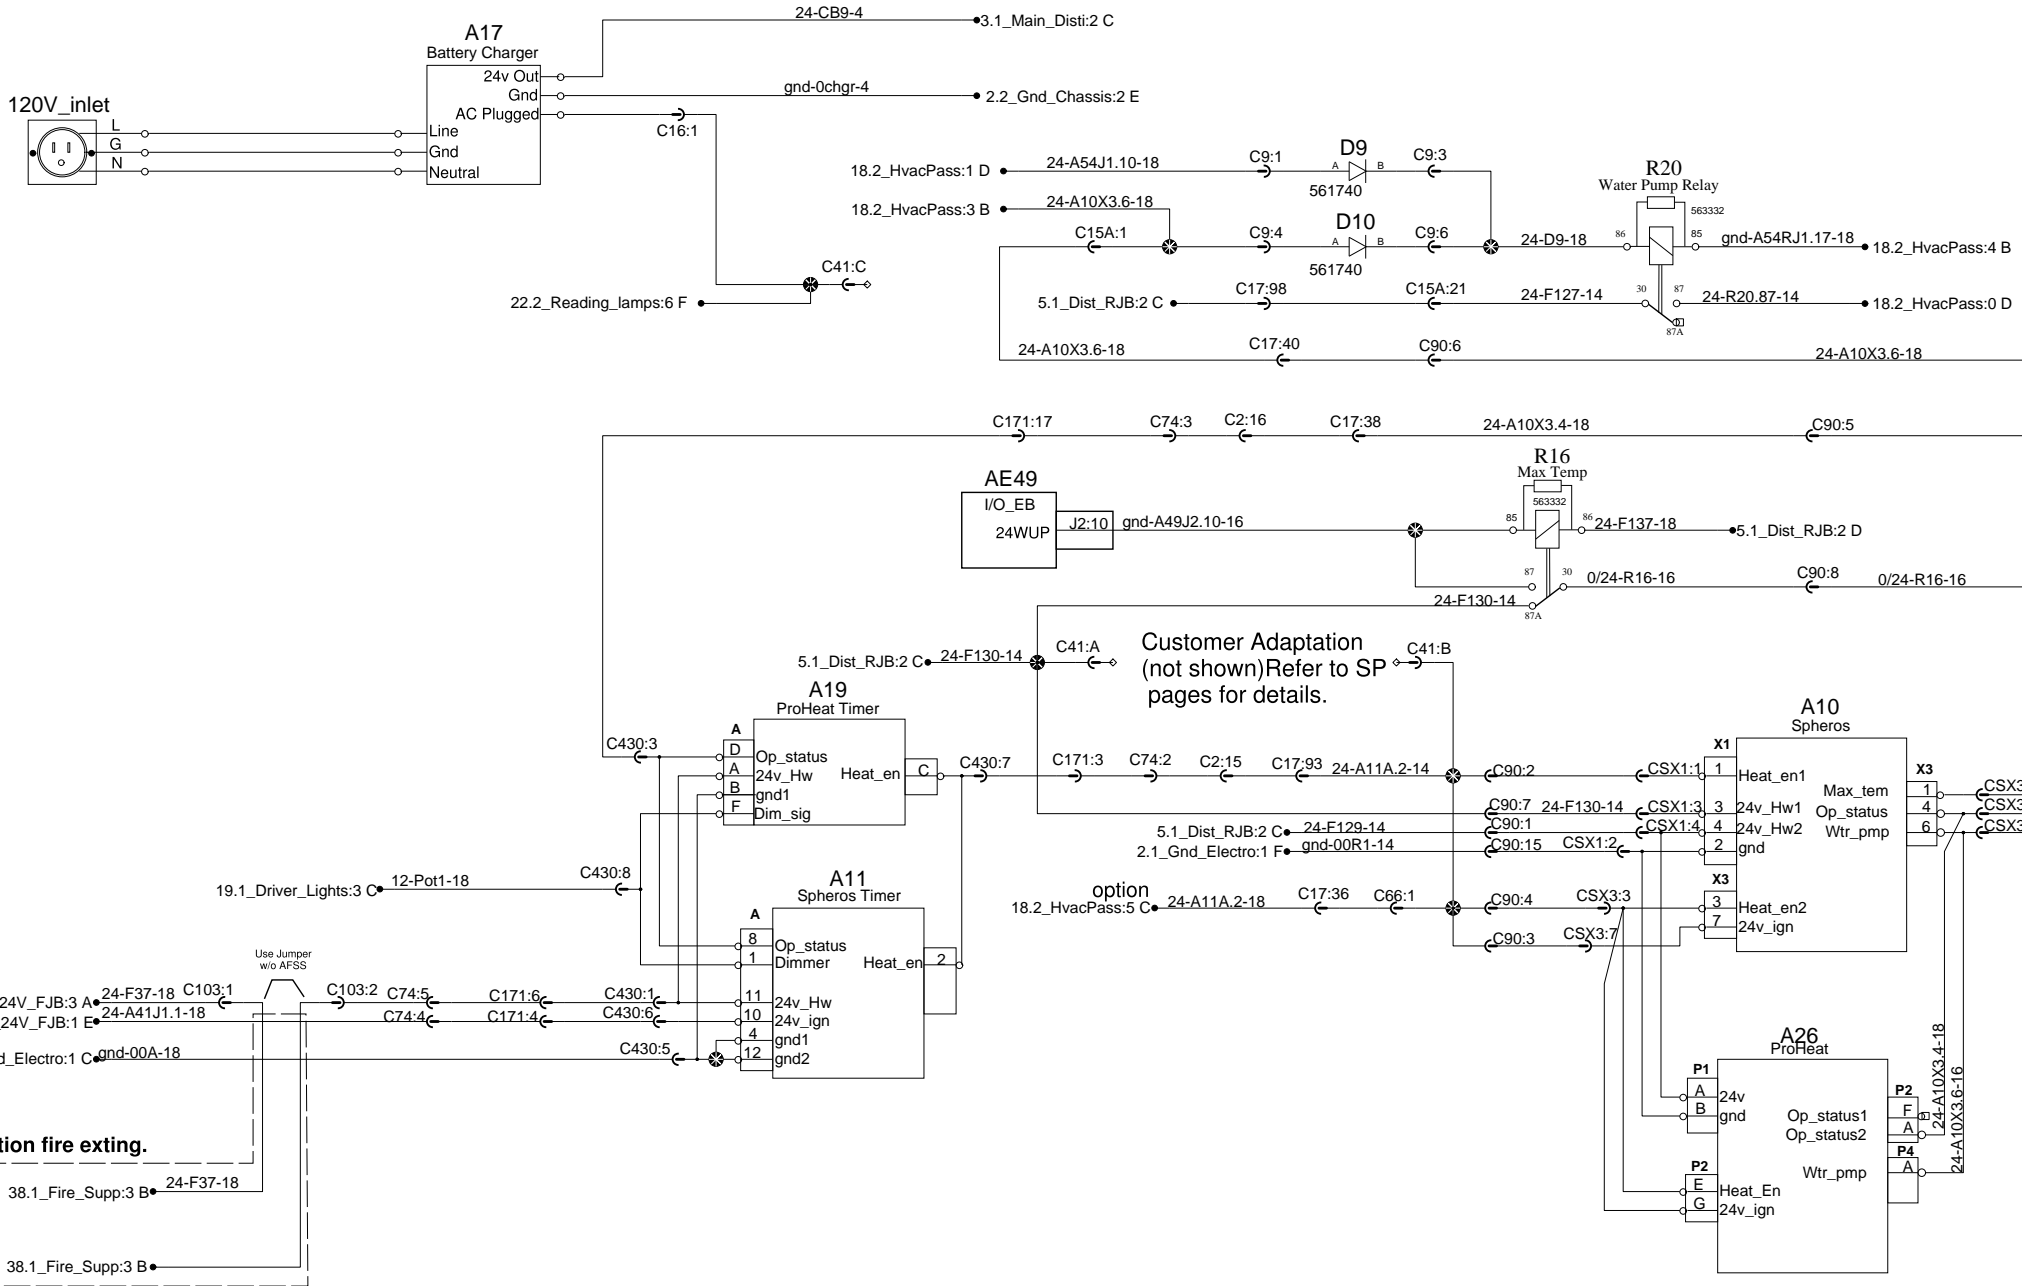 24-CB9-4
3.1_Main_Disti:2 C
A17
Battery Charger
24v Out
Gnd
AC Plugged
Line
Gnd
Neutral
gnd-0chgr-4
2.2_Gnd_Chassis:2 E
C16:1
120V_inlet
L
G
N
C41:C
22.2_Reading_lamps:6 F
18.2_HvacPass:1 D
24-A54J1.10-18
C9:1
D9
A
B
561740
C9:3
18.2_HvacPass:3 B
24-A10X3.6-18
C15A:1
C9:4
D10
A
B
561740
C9:6
24-D9-18
R20
Water Pump Relay
563332
86
85
gnd-A54RJ1.17-18
18.2_HvacPass:4 B
5.1_Dist_RJB:2 C
C17:98
C15A:21
24-F127-14
30
87
87A
24-R20.87-14
18.2_HvacPass:0 D
24-A10X3.6-18
C17:40
C90:6
24-A10X3.6-18
C171:17
C74:3
C2:16
C17:38
24-A10X3.4-18
C90:5
AE49
I/O_EB
24WUP
J2:10
gnd-A49J2.10-16
R16
Max Temp
563332
85
86
24-F137-18
5.1_Dist_RJB:2 D
87
30
87A
0/24-R16-16
C90:8
0/24-R16-16
24-F130-14
5.1_Dist_RJB:2 C
24-F130-14
C41:A
Customer Adaptation
(not shown)Refer to SP
pages for details.
C41:B
A19
ProHeat Timer
A
D
A
B
F
Op_status
24v_Hw
gnd1
Dim_sig
Heat_en
C
C430:3
C430:7
C171:3
C74:2
C2:15
C17:93
24-A11A.2-14
C90:2
CSX1:1
C90:7
24-F130-14
CSX1:3
5.1_Dist_RJB:2 C
24-F129-14
C90:1
CSX1:4
2.1_Gnd_Electro:1 F
gnd-00R1-14
C90:15
CSX1:2
A10
Spheros
X1
1
3
4
2
Heat_en1
24v_Hw1
24v_Hw2
gnd
X3
3
7
Heat_en2
24v_ign
Max_tem
Op_status
Wtr_pmp
X3
1
4
6
CSX3
CSX3
CSX3
option
18.2_HvacPass:5 C
24-A11A.2-18
C17:36
C66:1
C90:4
CSX3:3
C90:3
CSX3:7
19.1_Driver_Lights:3 C
12-Pot1-18
C430:8
A11
Spheros Timer
A
8
1
11
10
4
12
Op_status
Dimmer
24v_Hw
24v_ign
gnd1
gnd2
Heat_en
2
Use Jumper
w/o AFSS
24V_FJB:3 A
24-F37-18
C103:1
C103:2
C74:5
C171:6
C430:1
_24V_FJB:1 E
24-A41J1.1-18
C74:4
C171:4
C430:6
d_Electro:1 C
gnd-00A-18
C430:5
tion fire exting.
38.1_Fire_Supp:3 B
24-F37-18
38.1_Fire_Supp:3 B
A26
ProHeat
P1
A
B
24v
gnd
P2
E
G
Heat_En
24v_ign
Op_status1
Op_status2
Wtr_pmp
P2
F
A
P4
A
24-A10X3.4-18
24-A10X3.6-16